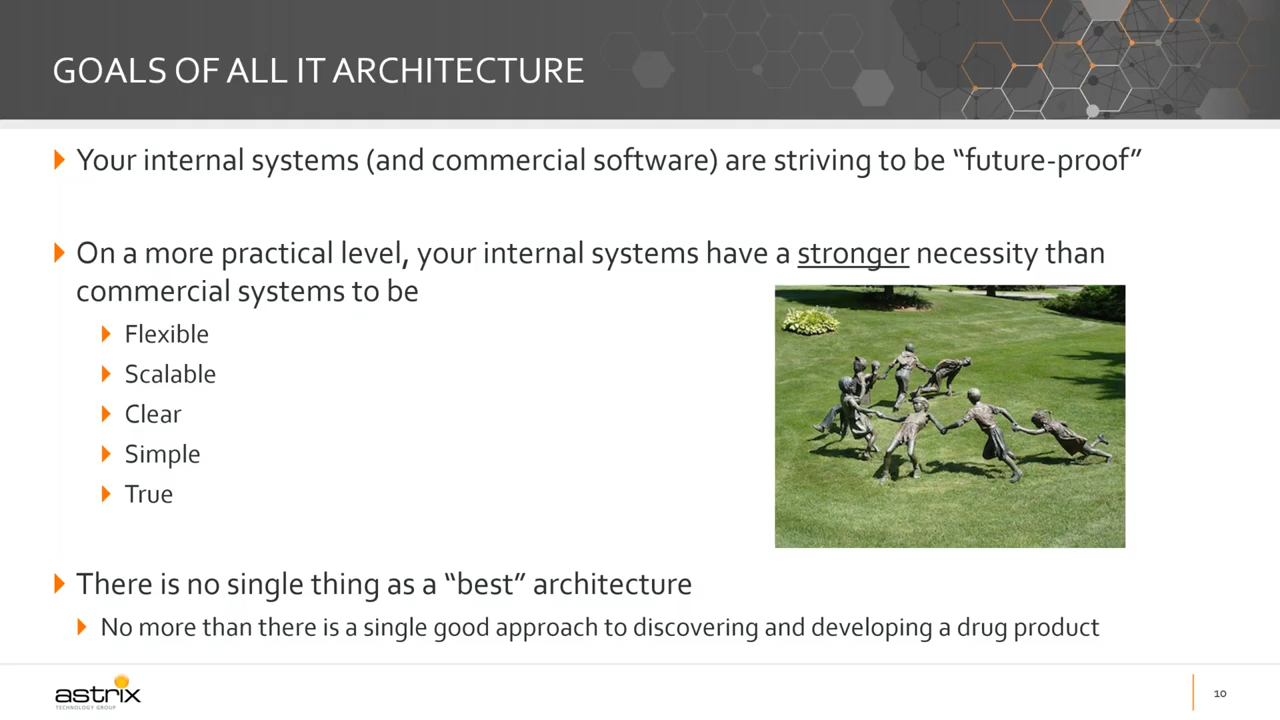 GOALS OF ALL IT ARCHITECTURE
Your internal systems (and commercial software) are striving to be “future-proof”
On a more practical level, your internal systems have a stronger necessity than
commercial systems to be
Flexible
Scalable
Clear
Simple
True
There is no single thing as a “best” architecture
No more than there is a single good approach to discovering and developing a drug product
astrix
TECHNOLOGY GROUP
10